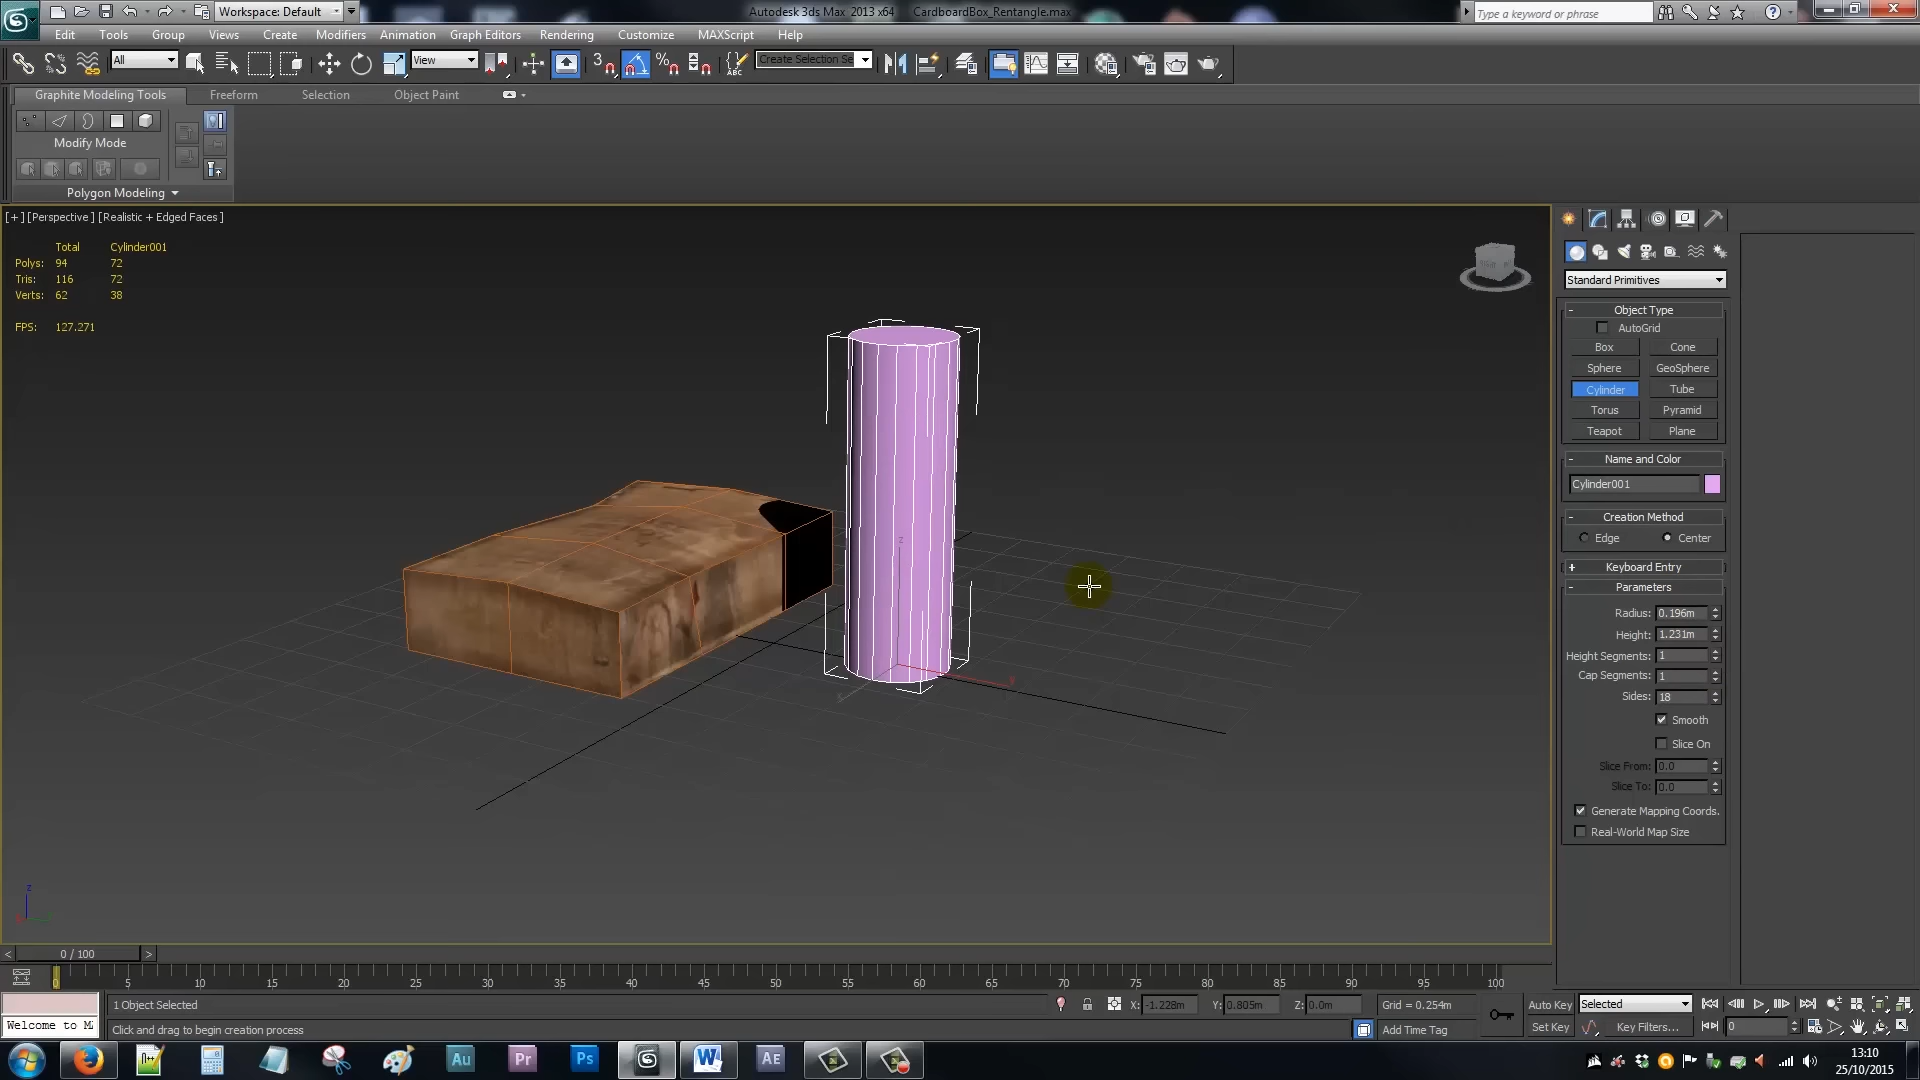 Workspace: Default
Autodesk 3ds Max 2013 x64 CardboardBox_Rentangle.max
Type a keyword or phrase
Edit Tools Group Views Create Modifiers Animation Graph Editors Rendering Customize MAXScript Help
All
View
3
ABC
Create Selection Se
Graphite Modeling Tools Freeform Selection Object Paint
Modify Mode
Polygon Modeling
[+] [Perspective] [Realistic + Edged Faces]
Total Cylinder001
Polys: 94 72
Tris: 116 72
Verts: 62 38
FPS: 127.271
Standard Primitives
- Object Type
AutoGrid
Box Cone
Sphere GeoSphere
Cylinder Tube
Torus Pyramid
Teapot Plane
- Name and Color
Cylinder001
- Creation Method
Edge Center
+ Keyboard Entry
- Parameters
Radius: 0.196m
Height: 1.231m
Height Segments: 1
Cap Segments: 1
Sides: 18
Smooth
Slice On
Slice From: 0.0
Slice To: 0.0
Generate Mapping Coords.
Real-World Map Size
z
z
< 0 / 100 >
0 5 10 15 20 25 30 35 40 45 50 55 60 65 70 75 80 85 90 95 100
1 Object Selected
X: -1.228m Y: 0.805m Z: 0.0m Grid = 0.254m
Auto Key Selected
Welcome to M
Click and drag to begin creation process
Add Time Tag
Set Key Key Filters... 0
Au Pr Ps W AE
13:10
25/10/2015